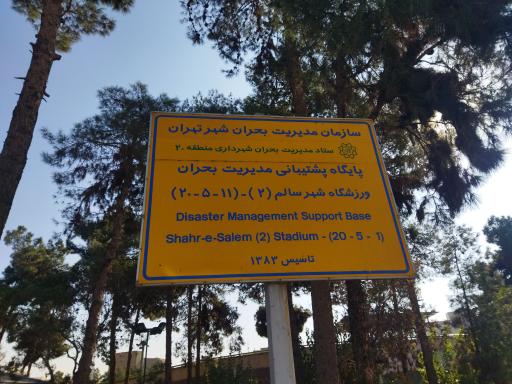 سازمان مدیریت بحران شهر تهران
ستاد مدیریت بحران شهرداری منطقه ۲۰
پایگاه پشتیبانی مدیریت بحران
ورزشگاه شهر سالم (۲) - (۱۱-۵-۲۰)
Disaster Management Support Base
Shahr-e-Salem (2) Stadium - (20 - 5 - 1)
تاسیس ۱۳۸۳